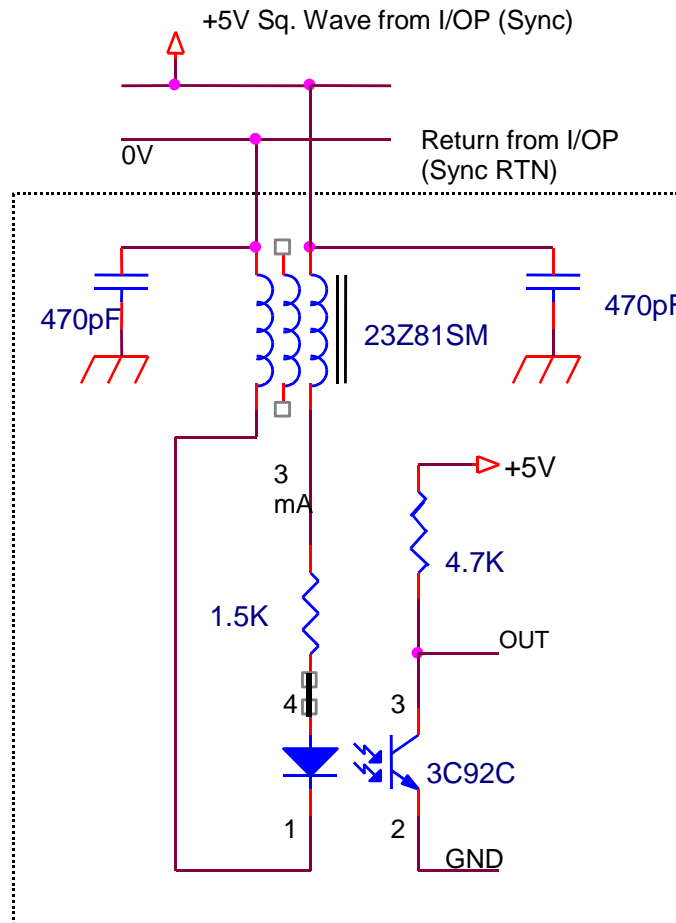 +5V Sq. Wave from I/OP (Sync)
0V
Return from I/OP
(Sync RTN)
470pF
23Z81SM
470pF
3
mA
+5V
4.7K
1.5K
OUT
4
3
3C92C
1
2
GND